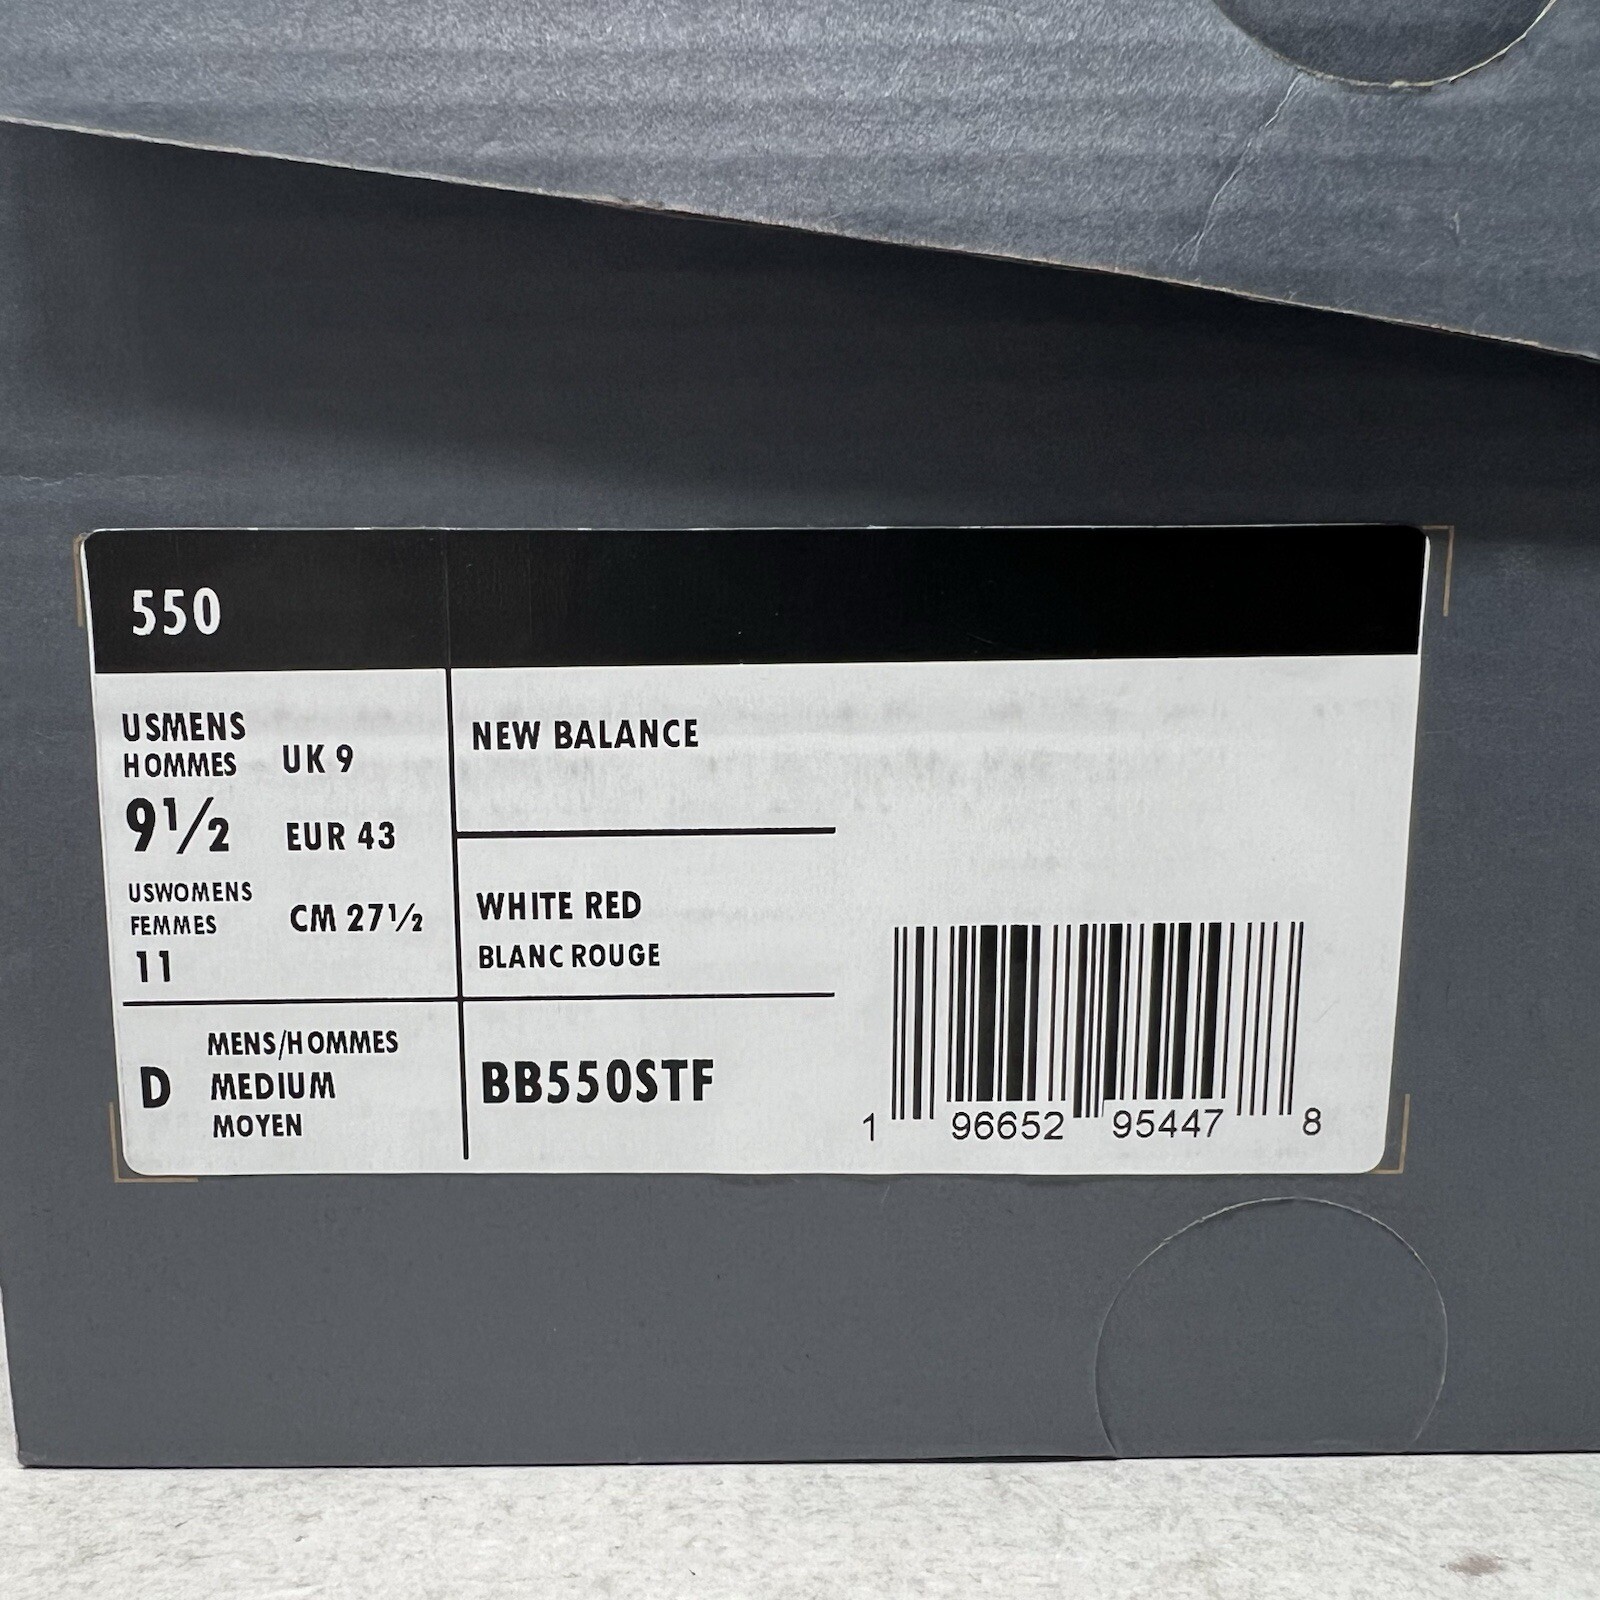 550
USMENS
HOMMES
9½
USWOMENS
FEMMES
11
UK 9
EUR 43
CM 27½
NEW BALANCE
WHITE RED
BLANC ROUGE
D
MENS/HOMMES
MEDIUM
MOYEN
BB550STF
1 96652 95447 8